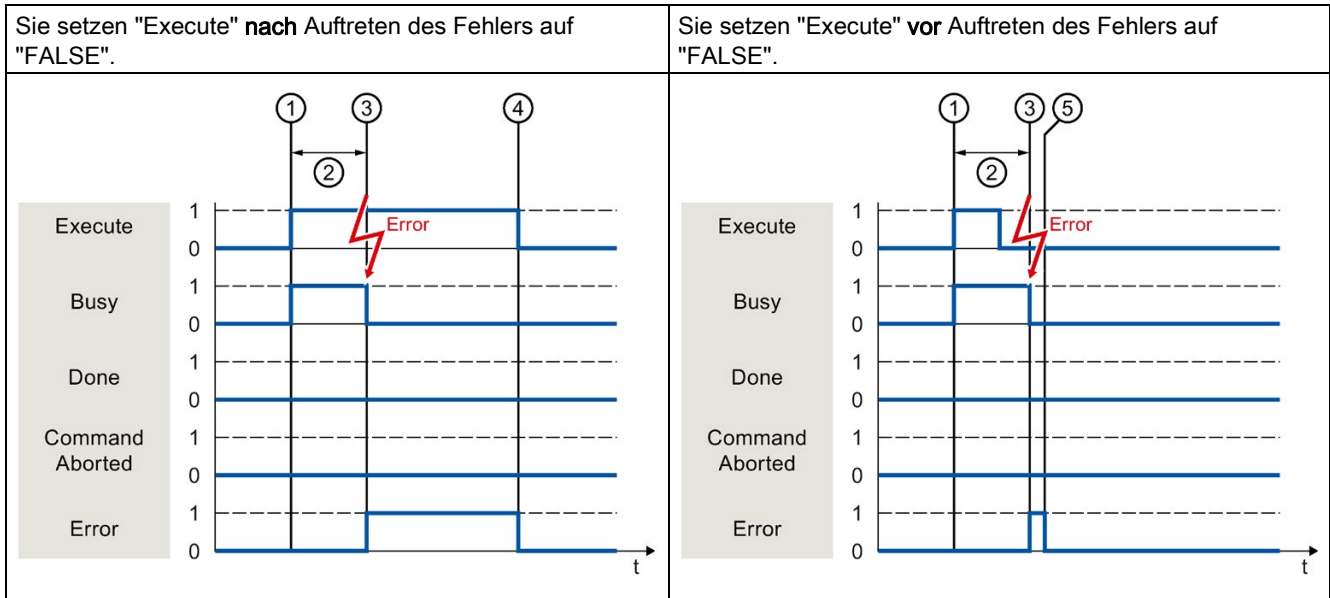 Sie setzen "Execute" nach Auftreten des Fehlers auf
"FALSE".
Sie setzen "Execute" vor Auftreten des Fehlers auf
"FALSE".
1 3 4
2
Execute 1
0
Error
Busy 1
0
Done 1
0
Command
Aborted 1
0
Error 1
0
t
1 3 5
2
Execute 1
0
Error
Busy 1
0
Done 1
0
Command
Aborted 1
0
Error 1
0
t